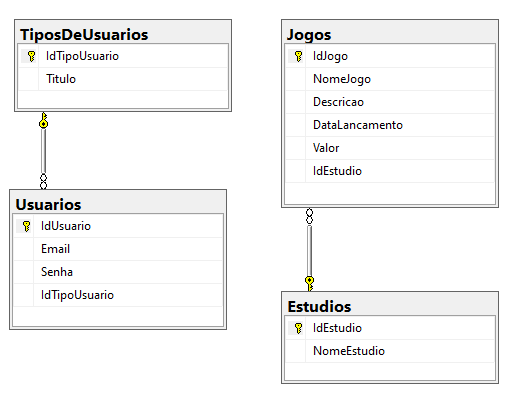 TiposDeUsuarios
IdTipoUsuario
Titulo
Usuarios
IdUsuario
Email
Senha
IdTipoUsuario
Jogos
IdJogo
NomeJogo
Descricao
DataLancamento
Valor
IdEstudio
Estudios
IdEstudio
NomeEstudio